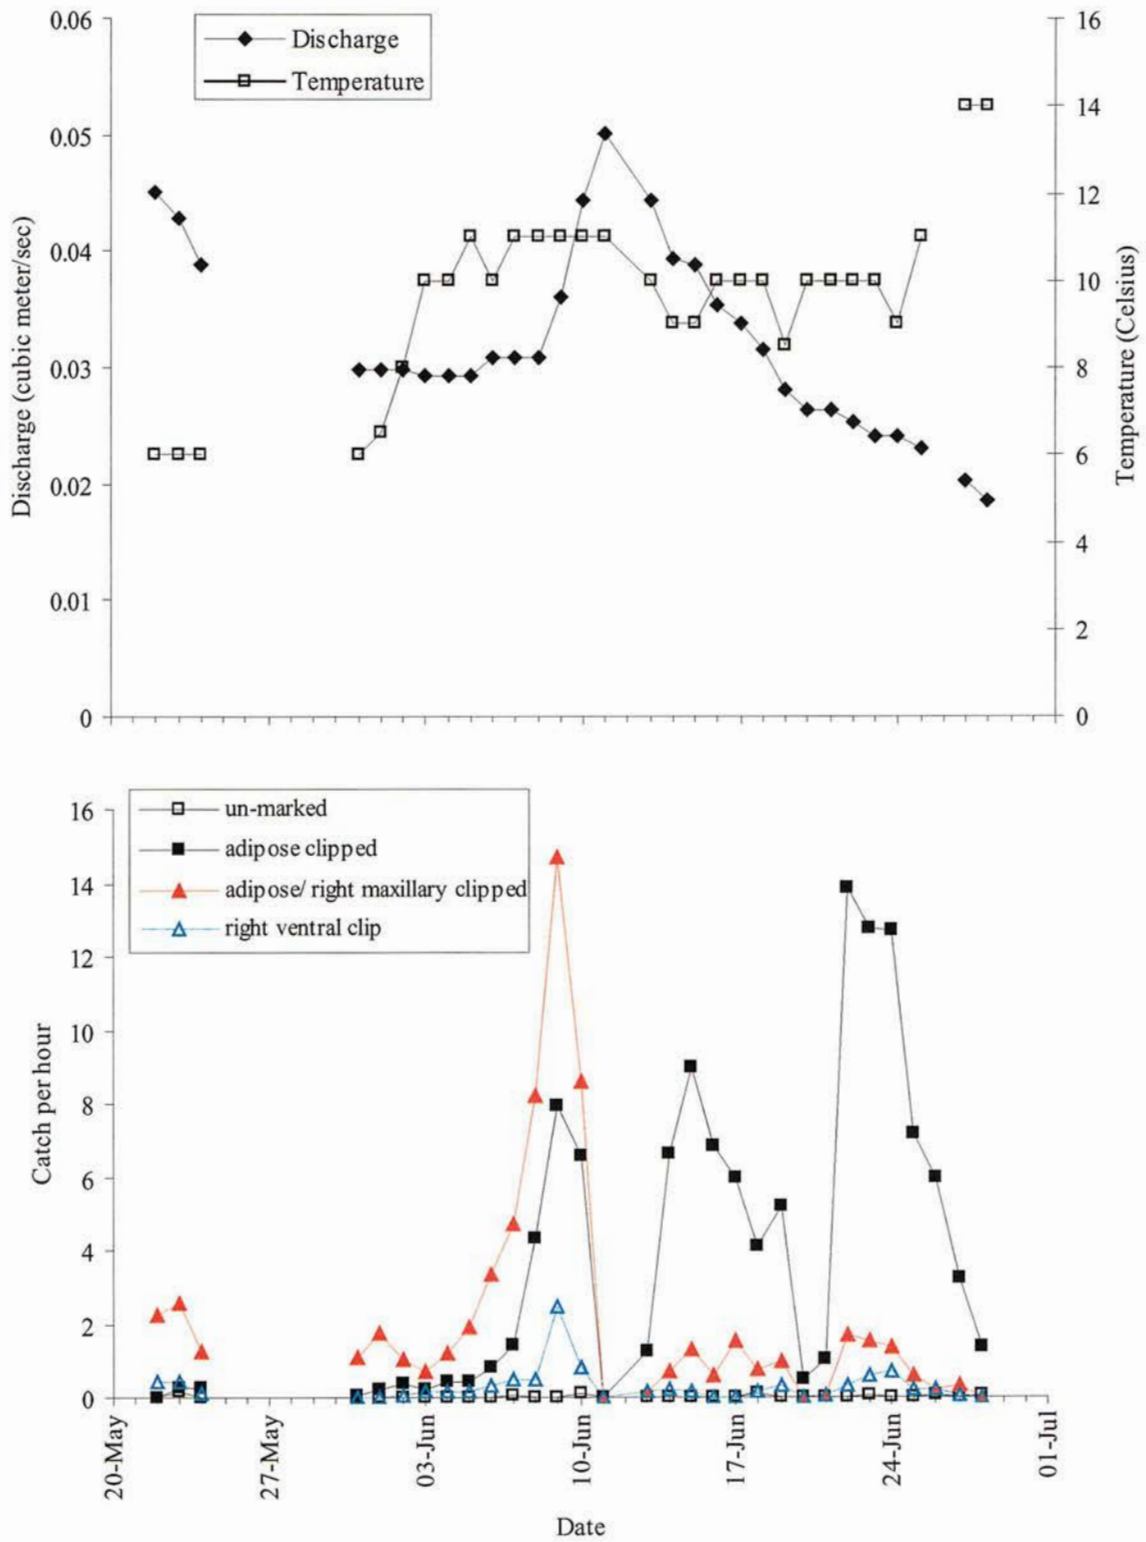 Discharge
Temperature
0.06
0.05
0.04
0.03
0.02
0.01
0
Discharge (cubic meter/sec)
16
14
12
10
8
6
4
2
0
Temperature (Celsius)
un-marked
adipose clipped
adipose/ right maxillary clipped
right ventral clip
16
14
12
10
8
6
4
2
0
Catch per hour
20-May
27-May
03-Jun
10-Jun
17-Jun
24-Jun
01-Jul
Date